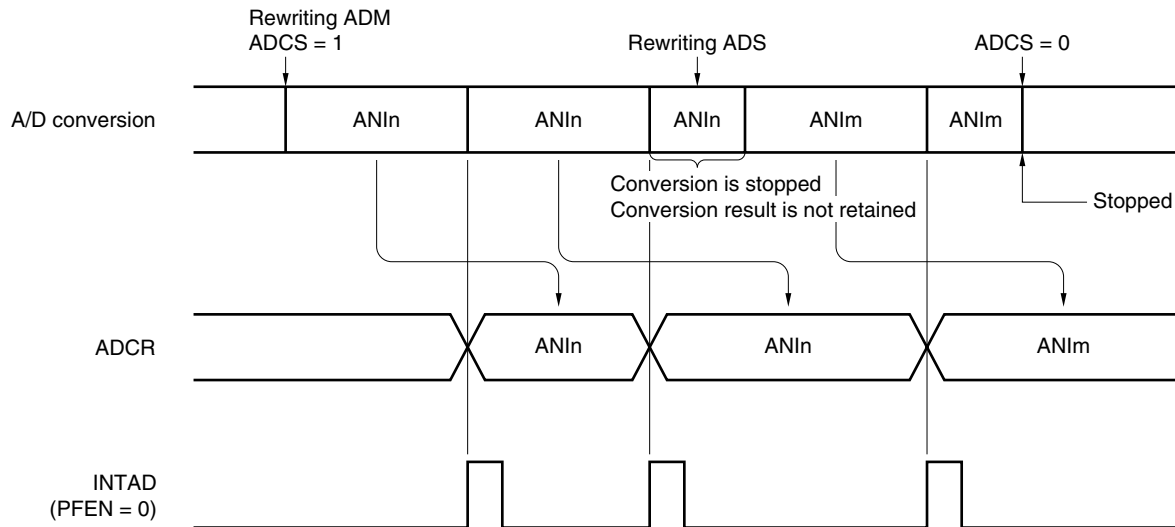 Rewriting ADM
ADCS = 1
Rewriting ADS
ADCS = 0
A/D conversion
ANIn
ANIn
ANIn
ANIm
ANIm
Conversion is stopped
Conversion result is not retained
Stopped
ADCR
ANIn
ANIn
ANIm
INTAD
(PFEN = 0)